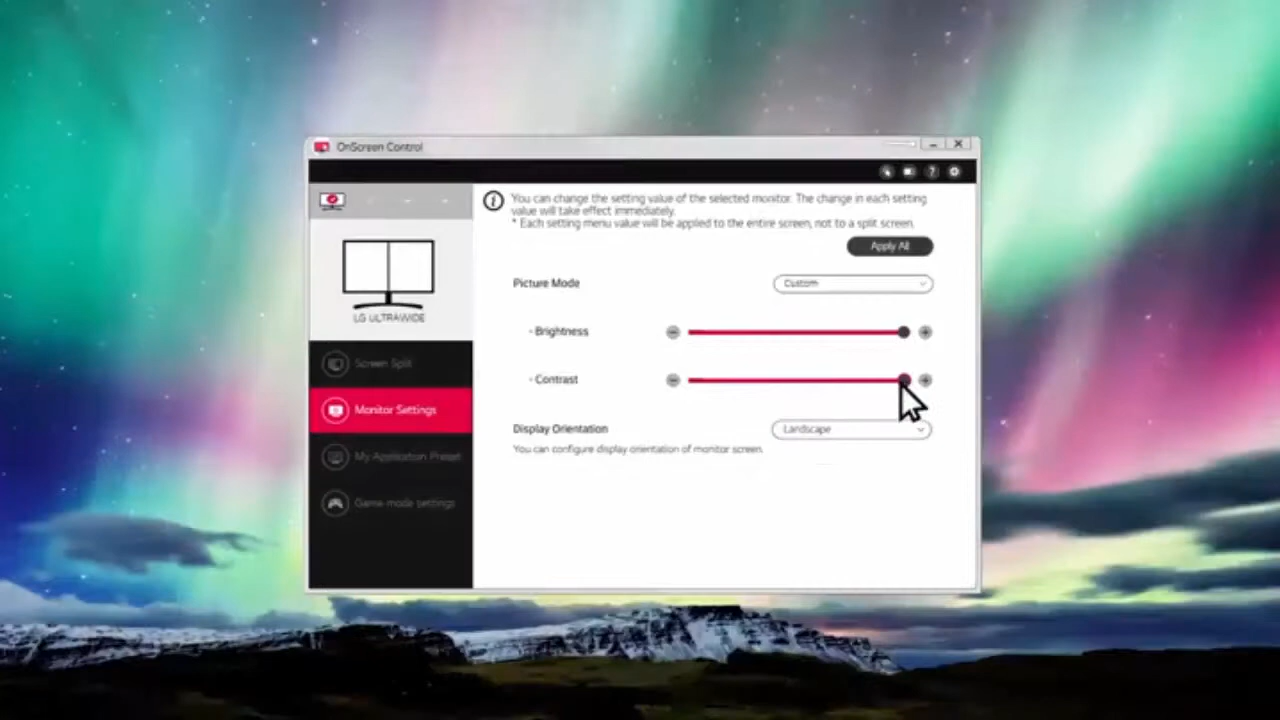 OnScreen Control
You can change the setting value of the selected monitor. The change in each setting
value will take effect immediately.
* Each setting menu value will be applied to the entire screen, not to a split screen.
Apply All
LG ULTRAWIDE
Picture Mode
Custom
- Brightness
- Contrast
Display Orientation
Landscape
You can configure display orientation of monitor screen.
Screen Split
Monitor Settings
My Application Preset
Game mode settings